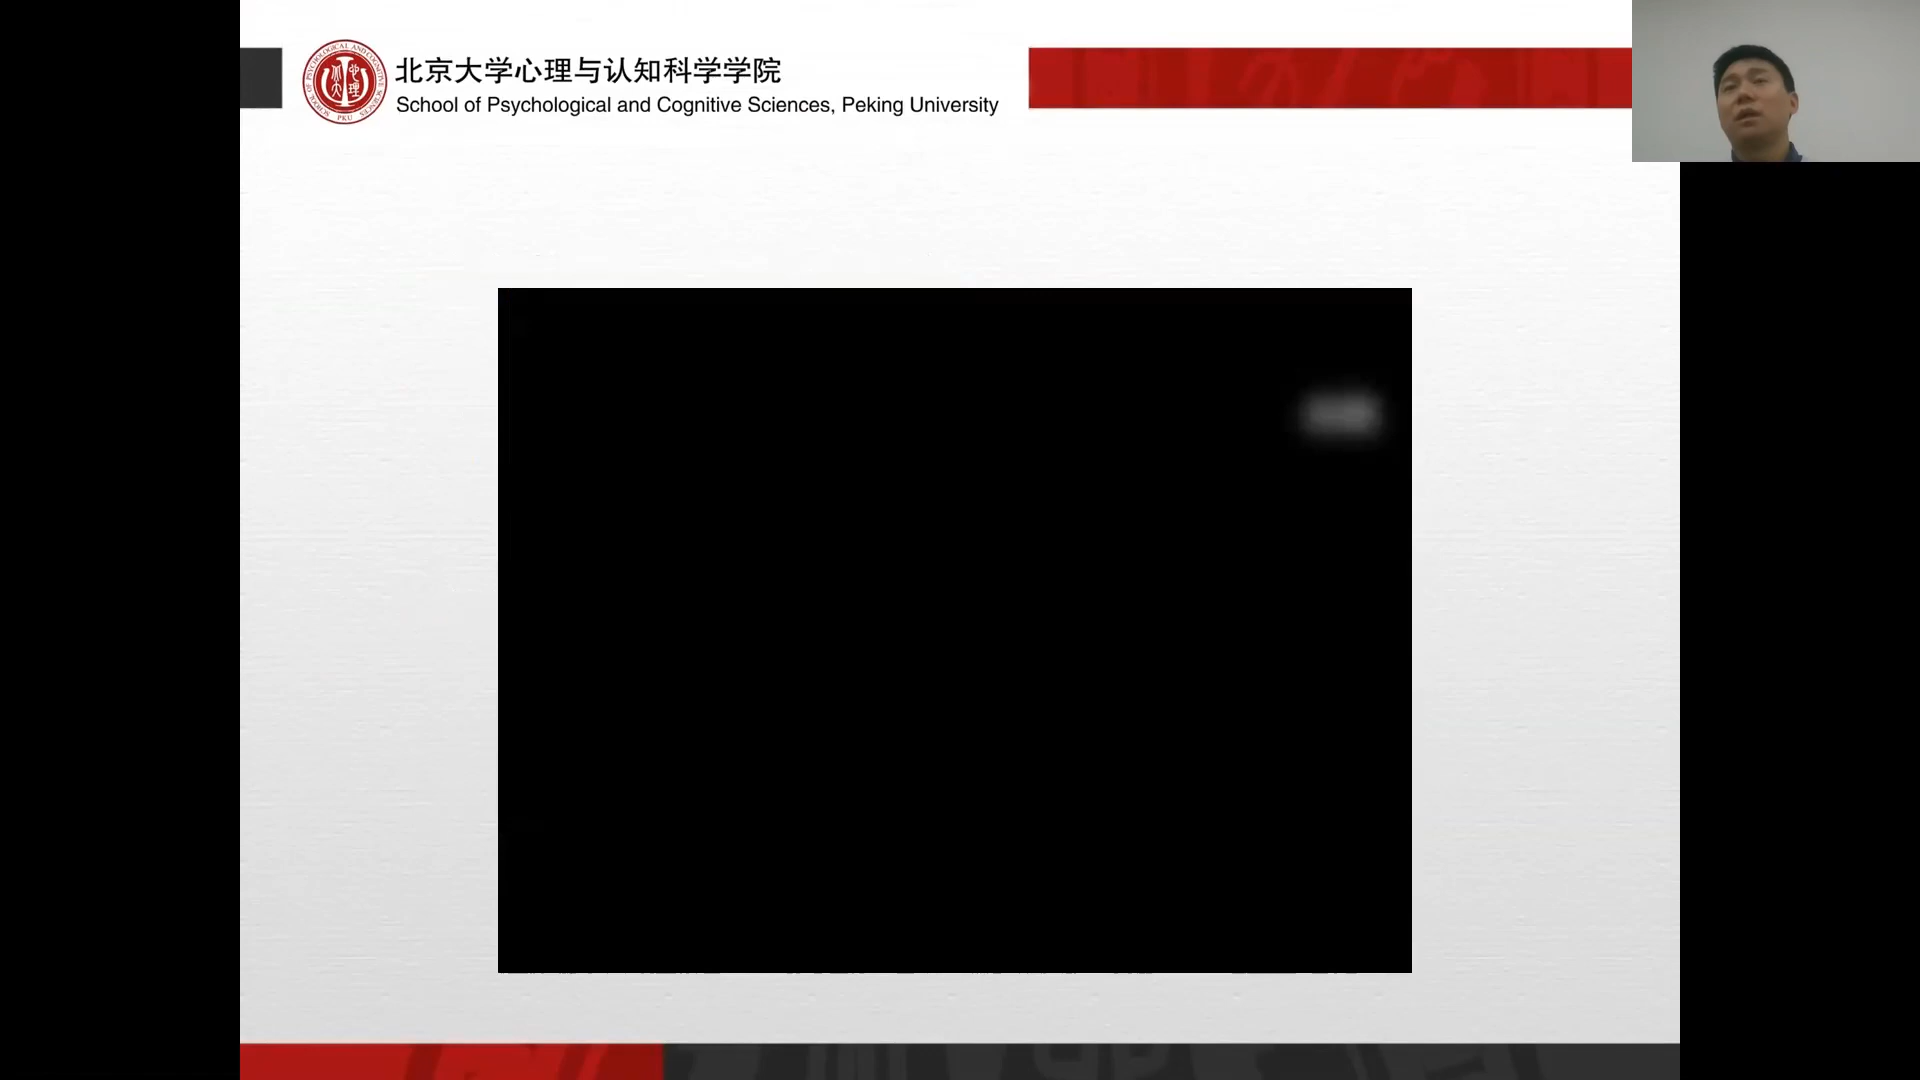 北京大学心理与认知科学学院
School of Psychological and Cognitive Sciences, Peking University
PKU